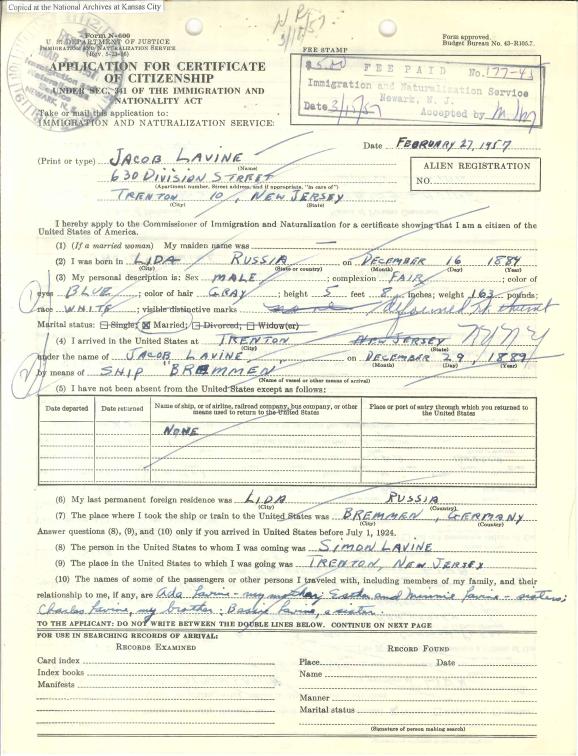 Copied at the National Archives at Kansas City
Form N-600
U. S. DEPARTMENT OF JUSTICE
IMMIGRATION AND NATURALIZATION SERVICE
Form approved.
Budget Bureau No. 43-R105.7.
FEE STAMP
APPLICATION FOR CERTIFICATE
OF CITIZENSHIP
UNDER SEC. 341 OF THE IMMIGRATION AND
NATIONALITY ACT
$5.00 FEE PAID No. 177-45
Immigration and Naturalization Service
Newark, N. J.
Date 3/15/57 Accepted by
Take or mail this application to:
IMMIGRATION AND NATURALIZATION SERVICE:
Date FEBRUARY 27, 1957
(Print or type) JACOB LAVINE
(Name)
630 DIVISION STREET
(Apartment number, Street address, and if appropriate, "in care of")
TRENTON 10, NEW JERSEY
(City) (State)
ALIEN REGISTRATION
NO.
I hereby apply to the Commissioner of Immigration and Naturalization for a certificate showing that I am a citizen of the
United States of America.
(1) (If a married woman) My maiden name was —
(2) I was born in LIDA RUSSIA on DECEMBER 16 1884
(City) (State or country) (Month) (Day) (Year)
(3) My personal description is: Sex MALE; complexion FAIR; color of
eyes BLUE; color of hair GRAY; height 5 feet 8 inches; weight 163 pounds;
race WHITE; visible distinctive marks none deformed rt.
Marital status: ☐ Single; ☒ Married; ☐ Divorced; ☐ Widow(er)
(4) I arrived in the United States at TRENTON NEW JERSEY NY NY
(City) (State)
under the name of JACOB LAVINE on DECEMBER 29, 1889
(Month) (Day) (Year)
by means of SHIP "BREMMEN
(Name of vessel or other means of arrival)
(5) I have not been absent from the United States except as follows:
Date departed
Date returned
Name of ship, or of airline, railroad company, bus company, or other
means used to return to the United States
Place or port of entry through which you returned to
the United States
NONE
(6) My last permanent foreign residence was LIDA RUSSIA
(City) (Country)
(7) The place where I took the ship or train to the United States was BREMMEN, GERMANY
(City) (Country)
Answer questions (8), (9), and (10) only if you arrived in the United States before July 1, 1924.
(8) The person in the United States to whom I was coming was SIMON LAVINE
(9) The place in the United States to which I was going was TRENTON, NEW JERSEY
(10) The names of some of the passengers or other persons I traveled with, including members of my family, and their
relationship to me, if any, are Ada Lavine - my mother; Esther and Minnie Lavine - sisters;
Charles Lavine, my brother; Bessie Lavine, a sister.
TO THE APPLICANT: DO NOT WRITE BETWEEN THE DOUBLE LINES BELOW. CONTINUE ON NEXT PAGE
FOR USE IN SEARCHING RECORDS OF ARRIVAL:
RECORDS EXAMINED
RECORD FOUND
Card index
Index books
Manifests
Place Date
Name
Manner
Marital status
(Signature of person making search)